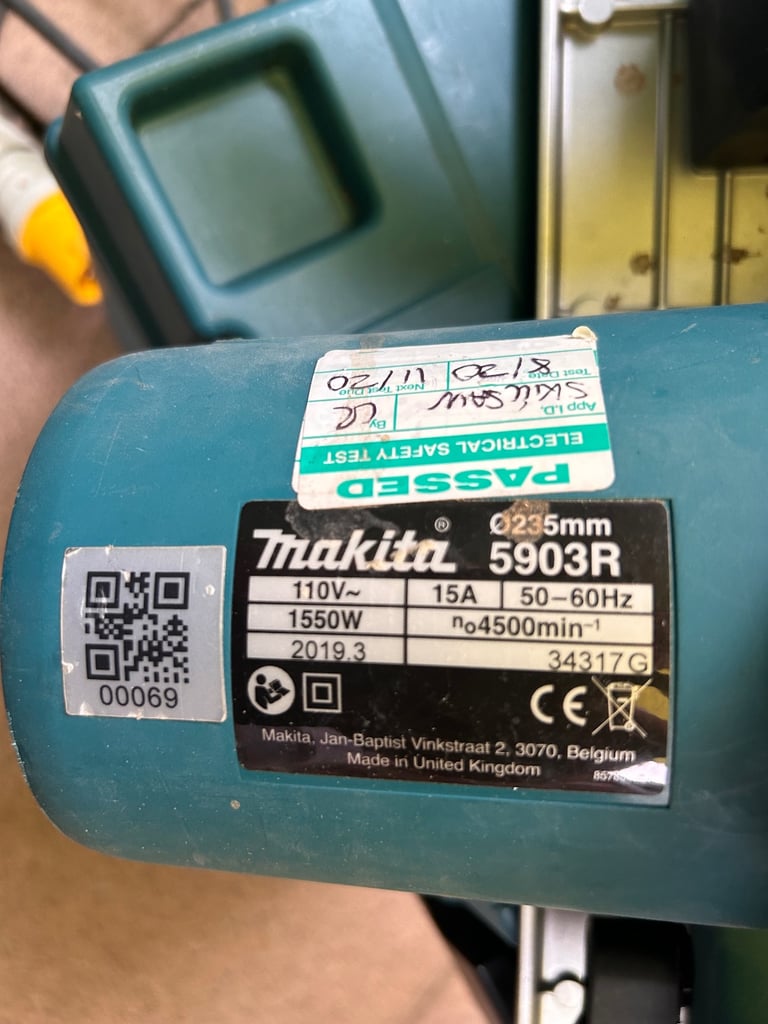 PASSED
ELECTRICAL SAFETY TEST
App I.D. By
SKILSAW
Test Date Next Test Due
8/20 11/20
Makita® Ø235mm
5903R
110V~ 15A 50-60Hz
1550W n₀4500min⁻¹
2019.3 34317G
CE
Makita, Jan-Baptist Vinkstraat 2, 3070, Belgium
Made in United Kingdom
00069